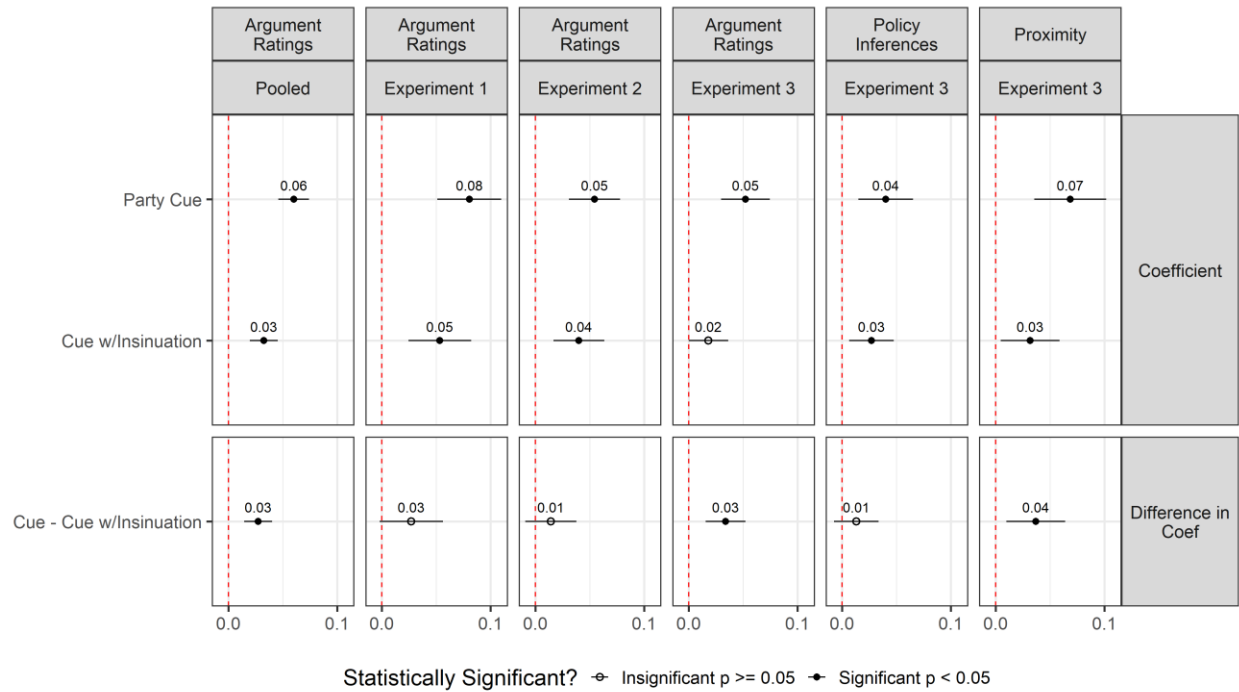 Argument Ratings
Argument Ratings
Argument Ratings
Argument Ratings
Policy Inferences
Proximity
Pooled
Experiment 1
Experiment 2
Experiment 3
Experiment 3
Experiment 3
Party Cue
0.06
0.08
0.05
0.05
0.04
0.07
Coefficient
Cue w/Insinuation
0.03
0.05
0.04
0.02
0.03
0.03
Cue - Cue w/Insinuation
0.03
0.03
0.01
0.03
0.01
0.04
Difference in Coef
0.0 0.1
0.0 0.1
0.0 0.1
0.0 0.1
0.0 0.1
0.0 0.1
Statistically Significant? Insignificant p >= 0.05 Significant p < 0.05